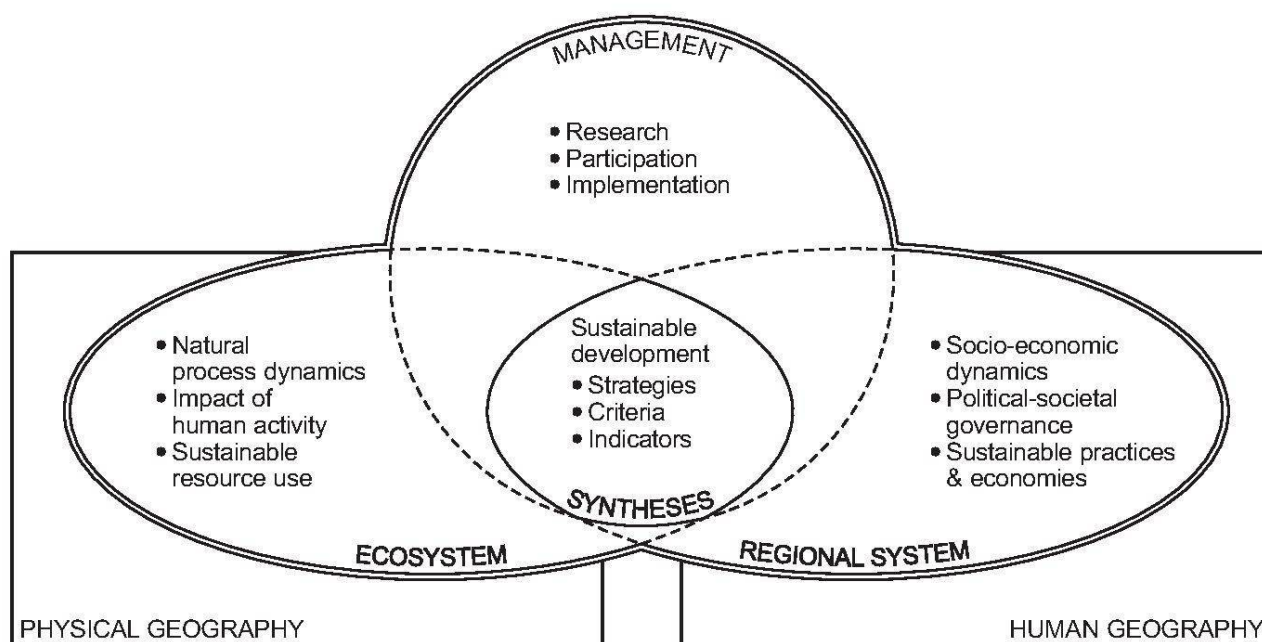 MANAGEMENT
• Research
• Participation
• Implementation
• Natural
process dynamics
• Impact of
human activity
• Sustainable
resource use
Sustainable
development
• Strategies
• Criteria
• Indicators
SYNTHESES
• Socio-economic
dynamics
• Political-societal
governance
• Sustainable practices
& economies
ECOSYSTEM
REGIONAL SYSTEM
PHYSICAL GEOGRAPHY
HUMAN GEOGRAPHY